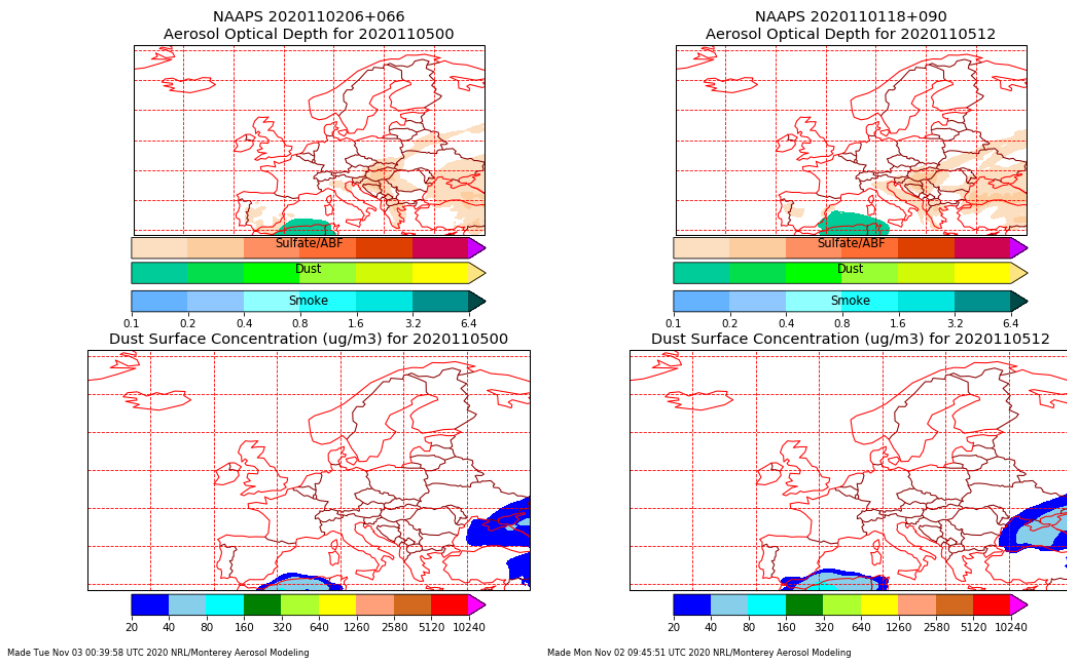 NAAPS 2020110206+066
Aerosol Optical Depth for 2020110500
Sulfate/ABF
Dust
Smoke
0.1 0.2 0.4 0.8 1.6 3.2 6.4
Dust Surface Concentration (ug/m3) for 2020110500
20 40 80 160 320 640 1260 2560 5120 10240
Made Tue Nov 03 00:39:58 UTC 2020 NRL/Monterey Aerosol Modeling
NAAPS 2020110118+090
Aerosol Optical Depth for 2020110512
Sulfate/ABF
Dust
Smoke
0.1 0.2 0.4 0.8 1.6 3.2 6.4
Dust Surface Concentration (ug/m3) for 2020110512
20 40 80 160 320 640 1260 2560 5120 10240
Made Mon Nov 02 09:45:51 UTC 2020 NRL/Monterey Aerosol Modeling